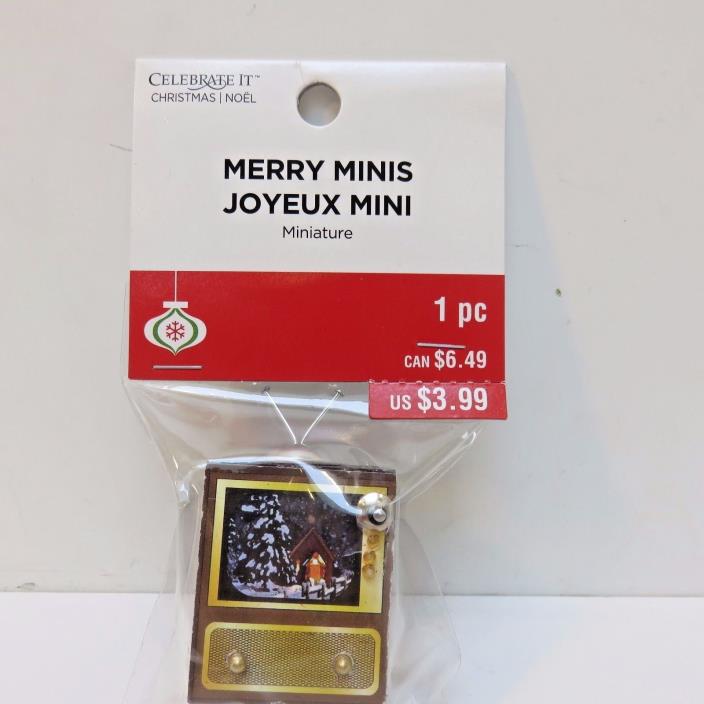 CELEBRATE IT™
CHRISTMAS | NOËL
MERRY MINIS
JOYEUX MINI
Miniature
1 pc
CAN $6.49
US $3.99